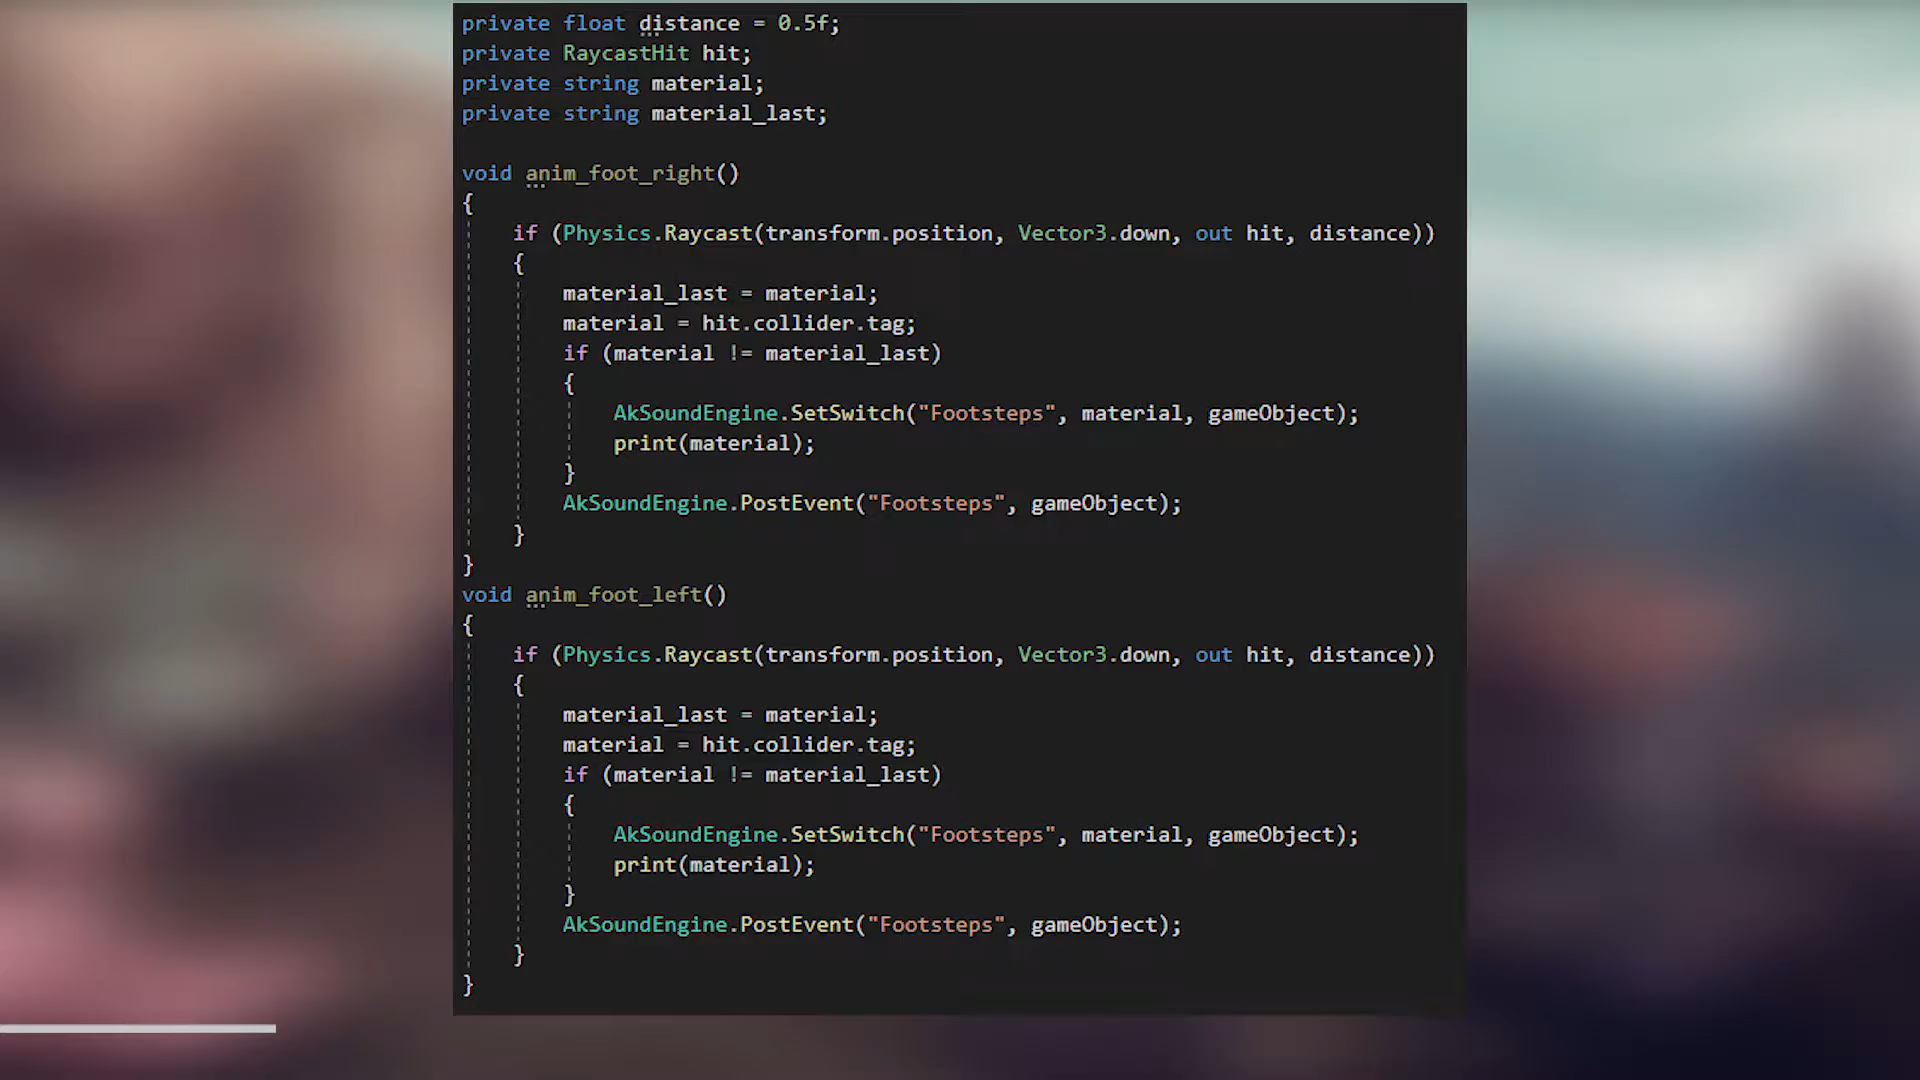 private float distance = 0.5f;
private RaycastHit hit;
private string material;
private string material_last;
void anim_foot_right()
{
if (Physics.Raycast(transform.position, Vector3.down, out hit, distance))
{
material_last = material;
material = hit.collider.tag;
if (material != material_last)
{
AkSoundEngine.SetSwitch("Footsteps", material, gameObject);
print(material);
}
AkSoundEngine.PostEvent("Footsteps", gameObject);
}
}
void anim_foot_left()
{
if (Physics.Raycast(transform.position, Vector3.down, out hit, distance))
{
material_last = material;
material = hit.collider.tag;
if (material != material_last)
{
AkSoundEngine.SetSwitch("Footsteps", material, gameObject);
print(material);
}
AkSoundEngine.PostEvent("Footsteps", gameObject);
}
}